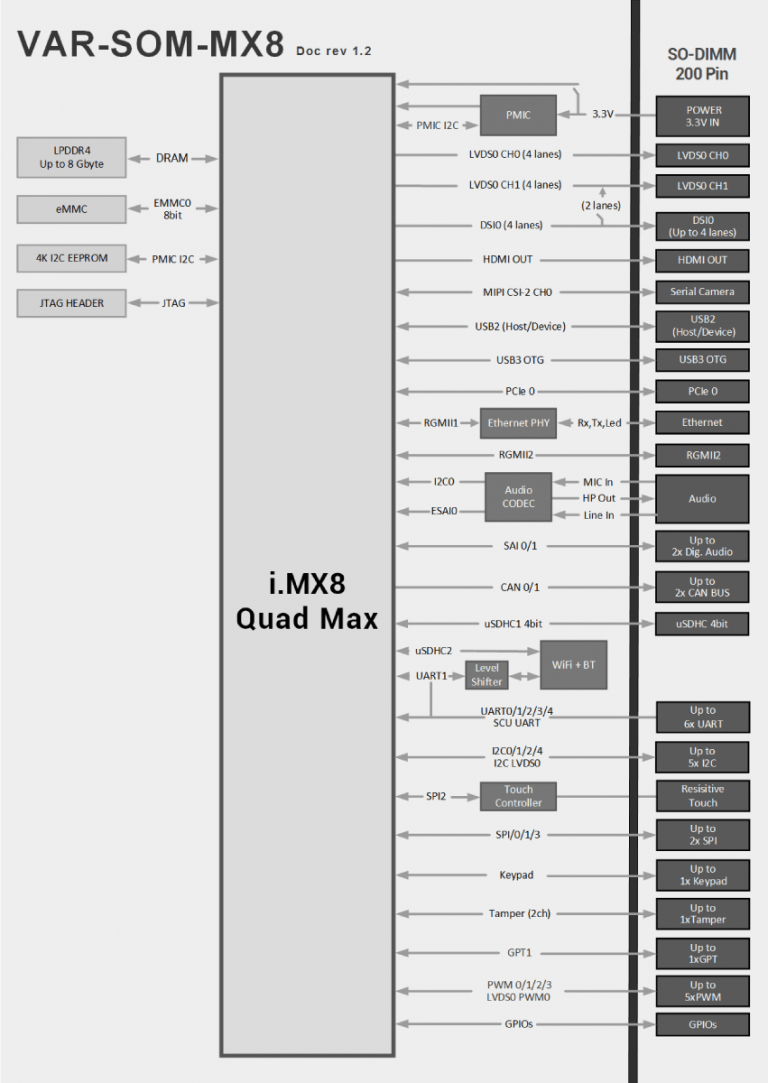 VAR-SOM-MX8 Doc rev 1.2
SO-DIMM
200 Pin
LPDDR4
Up to 8 Gbyte
DRAM
eMMC
EMMC0
8bit
4K I2C EEPROM
PMIC I2C
JTAG HEADER
JTAG
i.MX8
Quad Max
PMIC
3.3V
POWER
3.3V IN
PMIC I2C
LVDS0 CH0 (4 lanes)
LVDS0 CH0
LVDS0 CH1 (4 lanes)
LVDS0 CH1
(2 lanes)
DSI0 (4 lanes)
DSI0
(Up to 4 lanes)
HDMI OUT
HDMI OUT
MIPI CSI-2 CH0
Serial Camera
USB2 (Host/Device)
USB2
(Host/Device)
USB3 OTG
USB3 OTG
PCIe 0
PCIe 0
RGMII1
Ethernet PHY
Rx,Tx,Led
Ethernet
RGMII2
RGMII2
I2C0
ESAI0
Audio
CODEC
MIC In
HP Out
Line In
Audio
SAI 0/1
Up to
2x Dig. Audio
CAN 0/1
Up to
2x CAN BUS
uSDHC1 4bit
uSDHC 4bit
uSDHC2
UART1
Level
Shifter
WiFi + BT
UART0/1/2/3/4
SCU UART
Up to
6x UART
I2C0/1/2/4
I2C LVDS0
Up to
5x I2C
SPI2
Touch
Controller
Resisitive
Touch
SPI/0/1/3
Up to
2x SPI
Keypad
Up to
1x Keypad
Tamper (2ch)
Up to
1xTamper
GPT1
Up to
1xGPT
PWM 0/1/2/3
LVDS0 PWM0
Up to
5xPWM
GPIOs
GPIOs